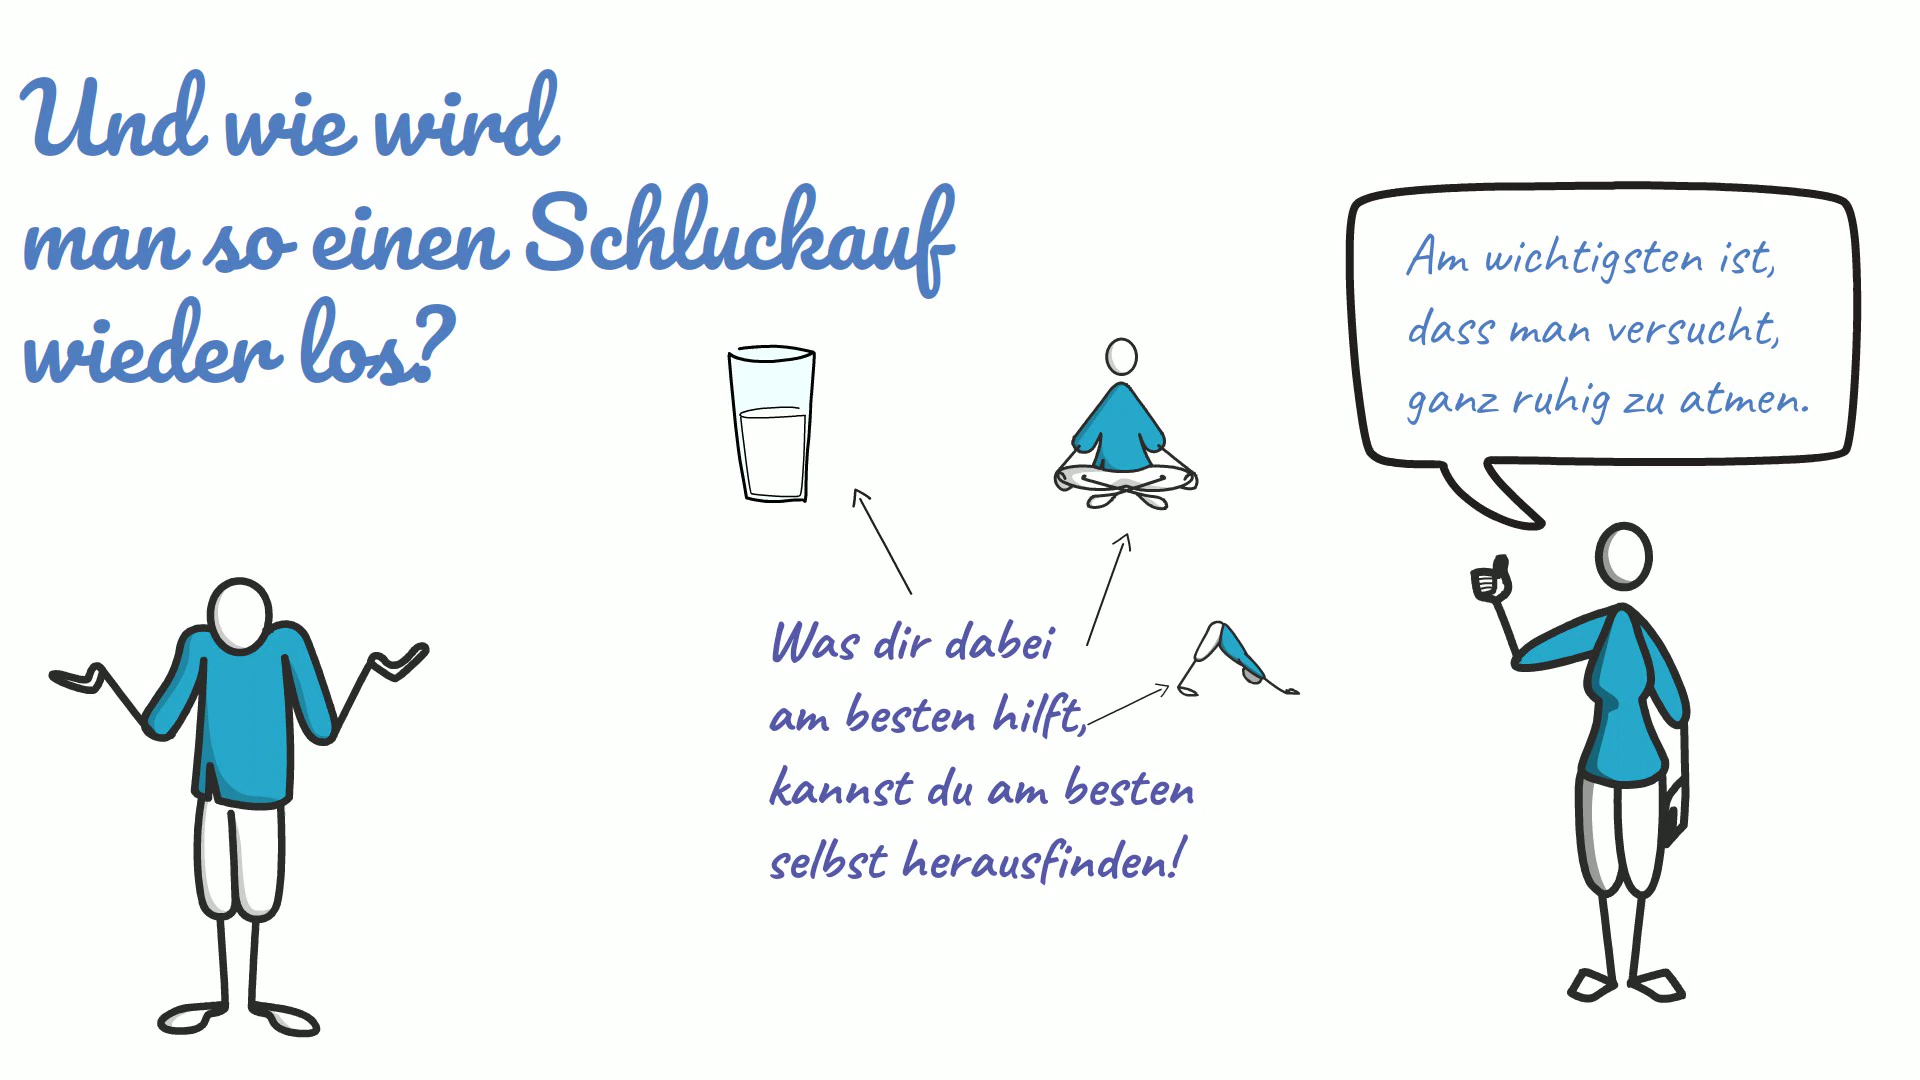 Und wie wird
man so einen Schluckauf
wieder los?
Am wichtigsten ist,
dass man versucht,
ganz ruhig zu atmen.
Was dir dabei
am besten hilft,
kannst du am besten
selbst herausfinden!